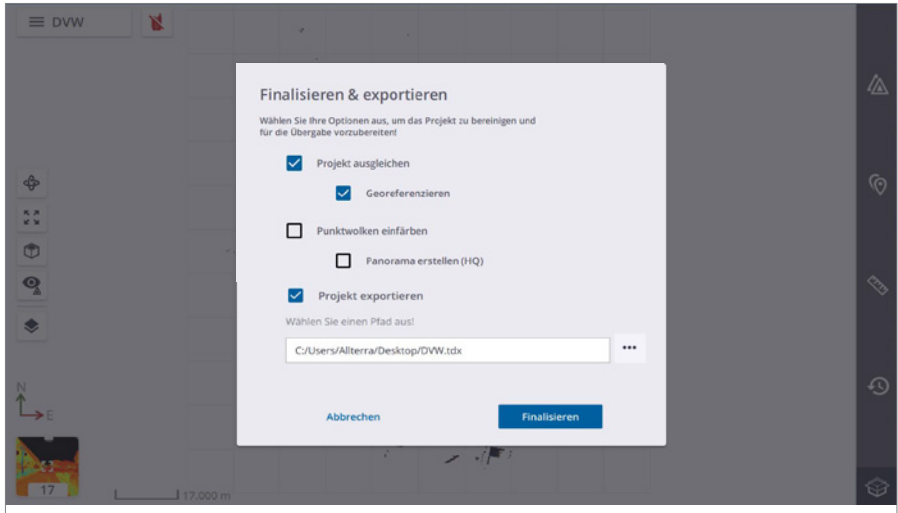 DVW
Finalisieren & exportieren
Wählen Sie Ihre Optionen aus, um das Projekt zu bereinigen und
für die Übergabe vorzubereiten!
Projekt ausgleichen
Georeferenzieren
Punktwolken einfärben
Panorama erstellen (HQ)
Projekt exportieren
Wählen Sie einen Pfad aus!
C:/Users/Allterra/Desktop/DVW.tdx
Abbrechen
Finalisieren
N
E
17
17,000 m